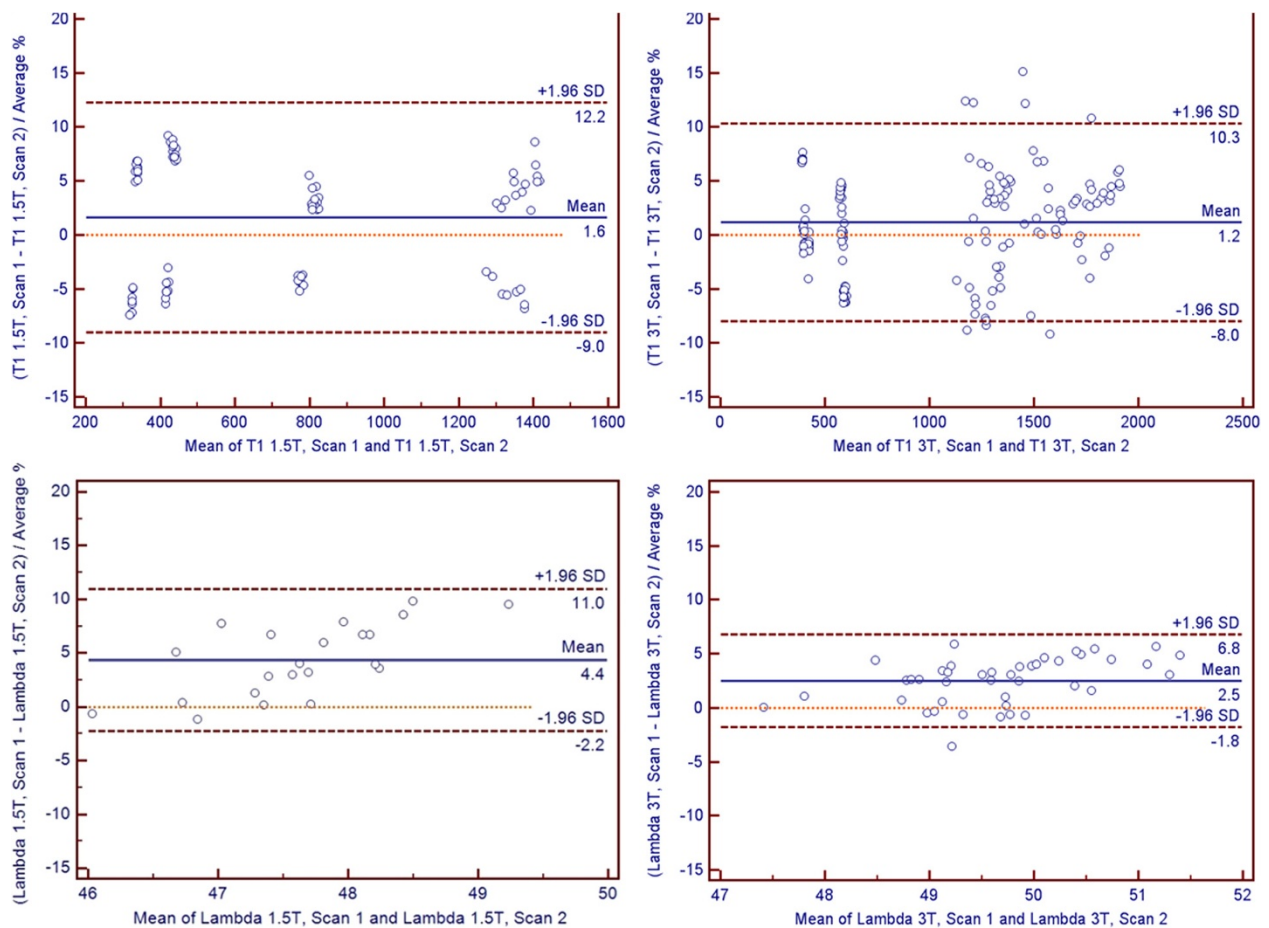 (T1 1.5T, Scan 1 - T1 1.5T, Scan 2) / Average %
20
15
10
5
0
-5
-10
-15
+1.96 SD
12.2
Mean
1.6
-1.96 SD
-9.0
200 400 600 800 1000 1200 1400 1600
Mean of T1 1.5T, Scan 1 and T1 1.5T, Scan 2
(T1 3T, Scan 1 - T1 3T, Scan 2) / Average %
20
15
10
5
0
-5
-10
-15
+1.96 SD
10.3
Mean
1.2
-1.96 SD
-8.0
0 500 1000 1500 2000 2500
Mean of T1 3T, Scan 1 and T1 3T, Scan 2
(Lambda 1.5T, Scan 1 - Lambda 1.5T, Scan 2) / Average %
20
15
10
5
0
-5
-10
-15
+1.96 SD
11.0
Mean
4.4
-1.96 SD
-2.2
46 47 48 49 50
Mean of Lambda 1.5T, Scan 1 and Lambda 1.5T, Scan 2
(Lambda 3T, Scan 1 - Lambda 3T, Scan 2) / Average %
20
15
10
5
0
-5
-10
-15
+1.96 SD
6.8
Mean
2.5
-1.96 SD
-1.8
47 48 49 50 51 52
Mean of Lambda 3T, Scan 1 and Lambda 3T, Scan 2